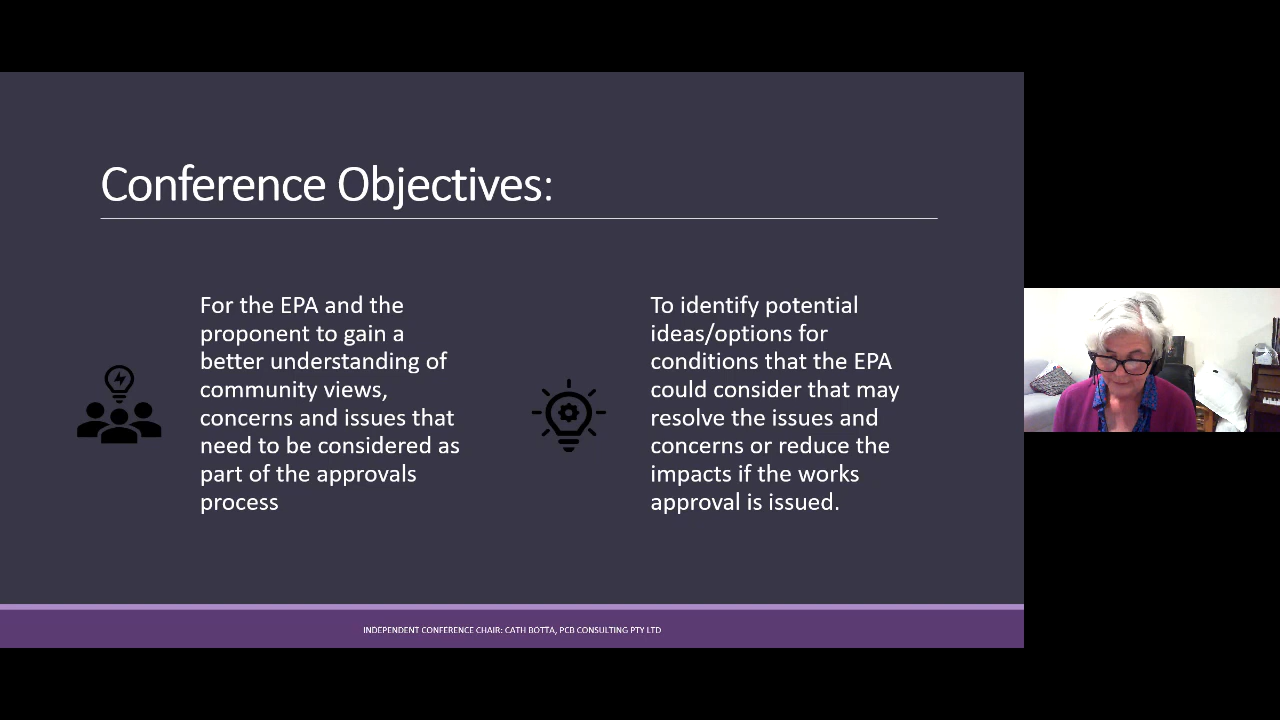 Conference Objectives:
For the EPA and the
proponent to gain a
better understanding of
community views,
concerns and issues that
need to be considered as
part of the approvals
process
To identify potential
ideas/options for
conditions that the EPA
could consider that may
resolve the issues and
concerns or reduce the
impacts if the works
approval is issued.
INDEPENDENT CONFERENCE CHAIR: CATH BOTTA, PCB CONSULTING PTY LTD